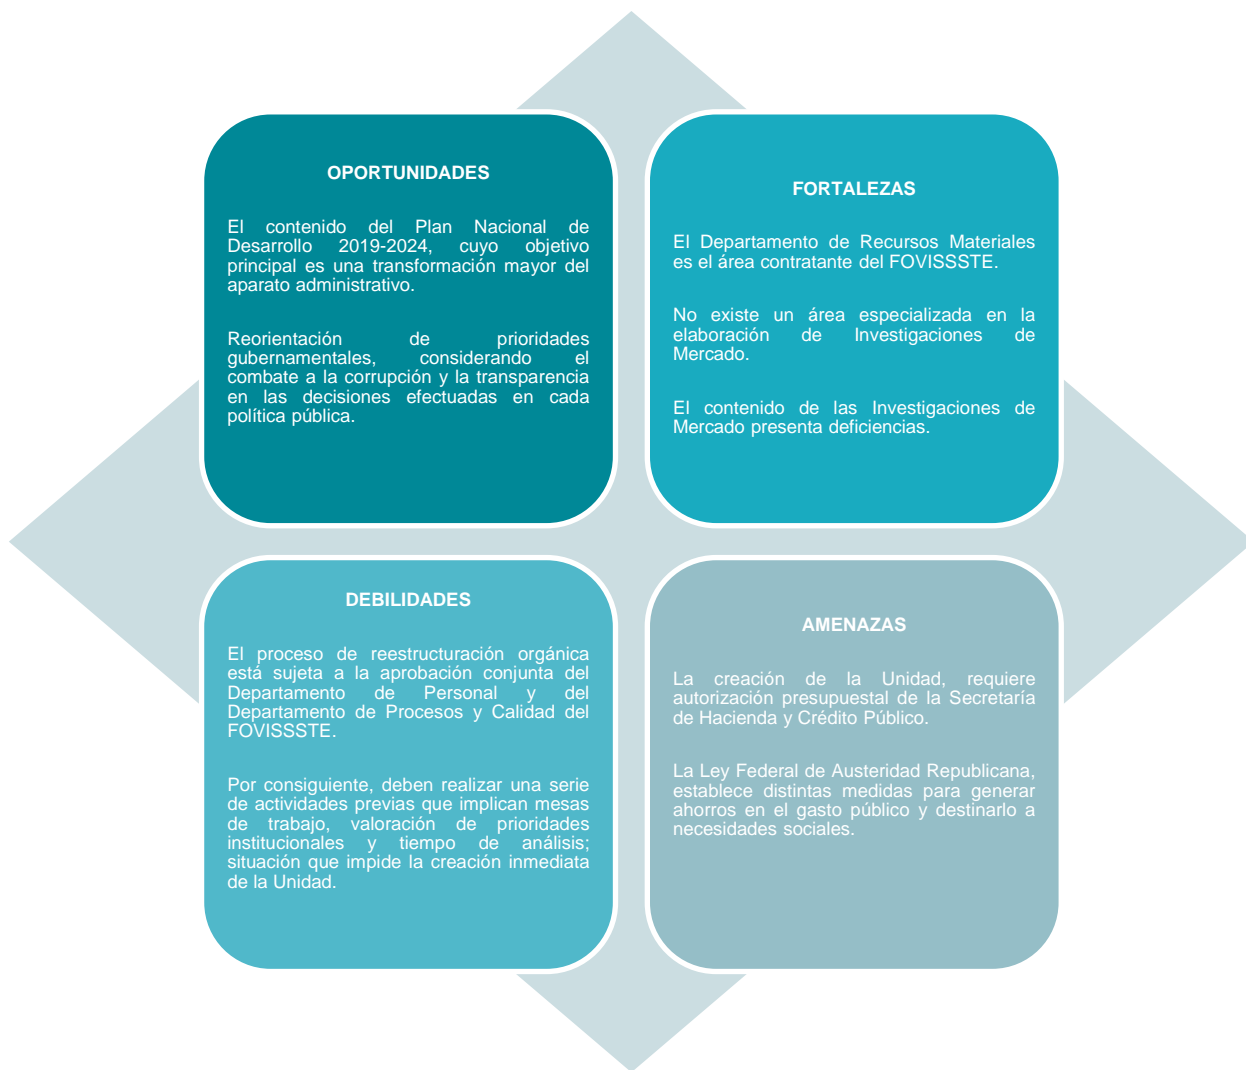 OPORTUNIDADES
El contenido del Plan Nacional de
Desarrollo 2019-2024, cuyo objetivo
principal es una transformación mayor del
aparato administrativo.
Reorientación de prioridades
gubernamentales, considerando el
combate a la corrupción y la transparencia
en las decisiones efectuadas en cada
política pública.
FORTALEZAS
El Departamento de Recursos Materiales
es el área contratante del FOVISSSTE.
No existe un área especializada en la
elaboración de Investigaciones de
Mercado.
El contenido de las Investigaciones de
Mercado presenta deficiencias.
DEBILIDADES
El proceso de reestructuración orgánica
está sujeta a la aprobación conjunta del
Departamento de Personal y del
Departamento de Procesos y Calidad del
FOVISSSTE.
Por consiguiente, deben realizar una serie
de actividades previas que implican mesas
de trabajo, valoración de prioridades
institucionales y tiempo de análisis;
situación que impide la creación inmediata
de la Unidad.
AMENAZAS
La creación de la Unidad, requiere
autorización presupuestal de la Secretaría
de Hacienda y Crédito Público.
La Ley Federal de Austeridad Republicana,
establece distintas medidas para generar
ahorros en el gasto público y destinarlo a
necesidades sociales.